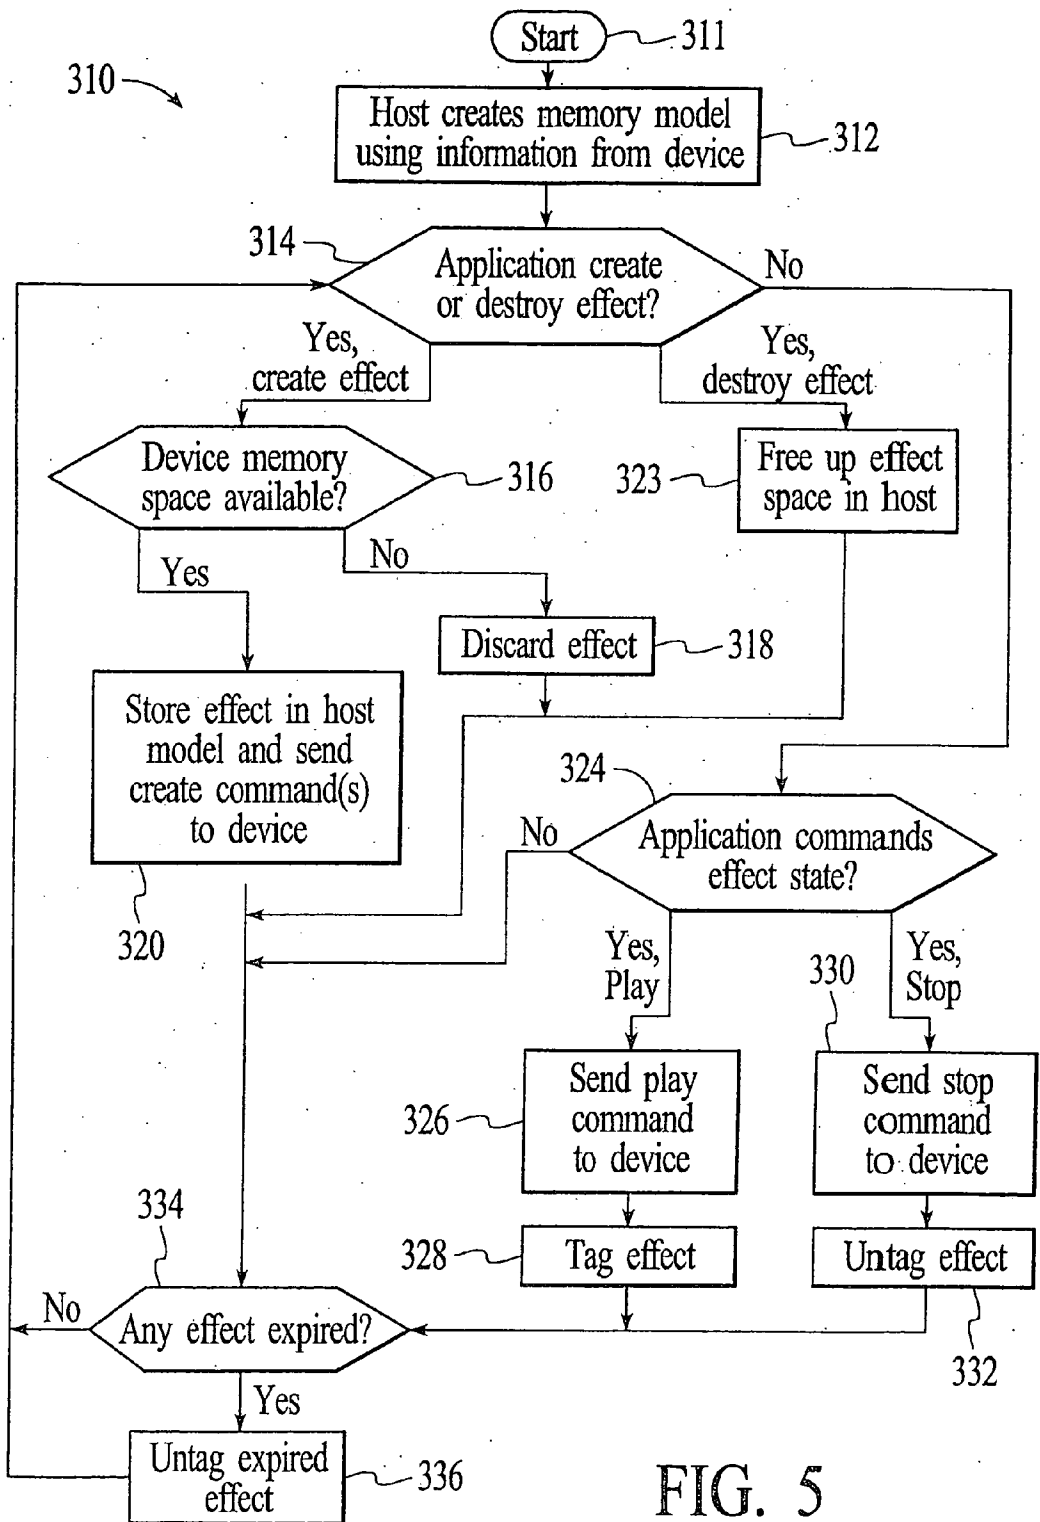 Start
311
310
Host creates memory model
using information from device
312
314
Application create
or destroy effect?
No
Yes,
create effect
Yes,
destroy effect
Device memory
space available?
316
323
Free up effect
space in host
Yes
No
Discard effect
318
Store effect in host
model and send
create command(s)
to device
320
324
No
Application commands
effect state?
Yes,
Play
330
Yes,
Stop
326
Send play
command
to device
Send stop
command
to device
334
328
Tag effect
Untag effect
332
No
Any effect expired?
Yes
Untag expired
effect
336
FIG. 5